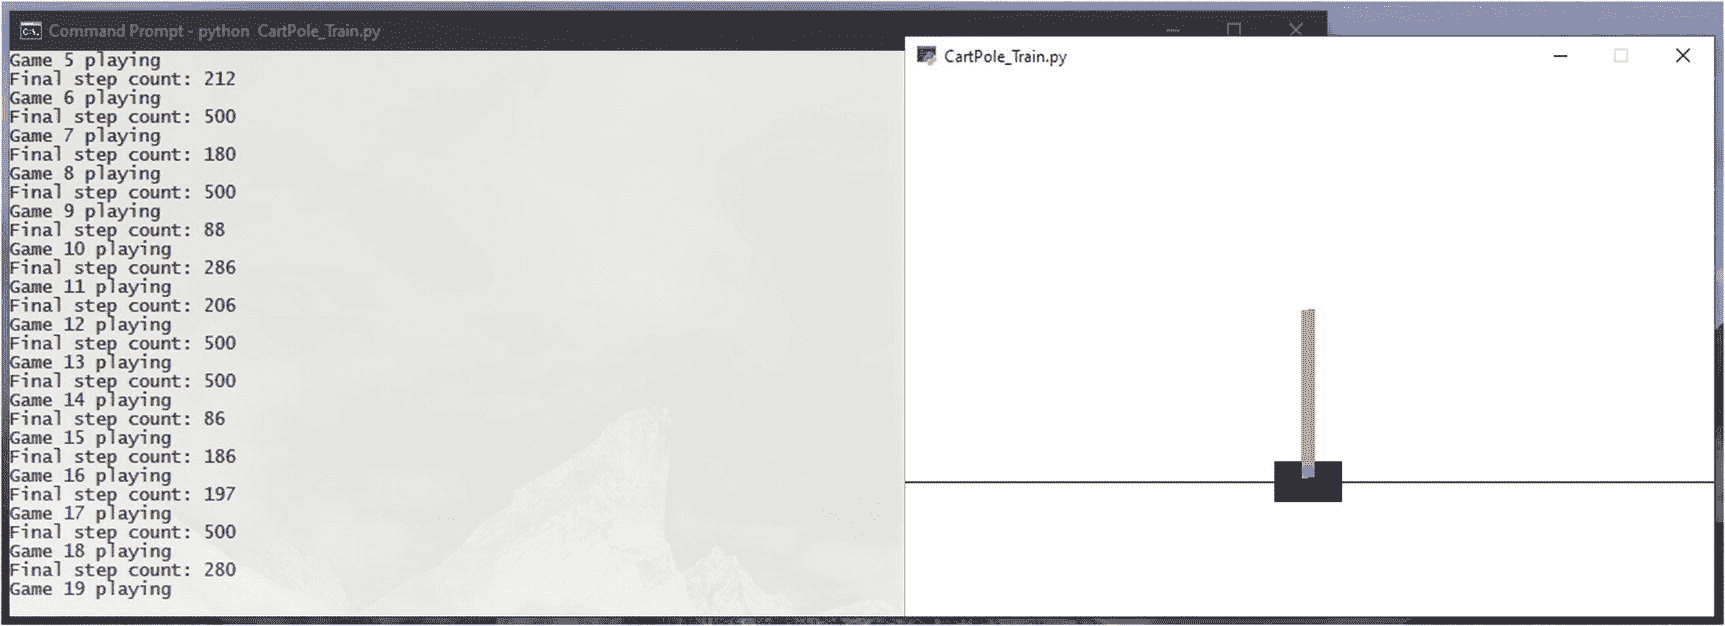 Command Prompt - python CartPole_Train.py
Game 5 playing
Final step count: 212
Game 6 playing
Final step count: 500
Game 7 playing
Final step count: 180
Game 8 playing
Final step count: 500
Game 9 playing
Final step count: 88
Game 10 playing
Final step count: 286
Game 11 playing
Final step count: 206
Game 12 playing
Final step count: 500
Game 13 playing
Final step count: 500
Game 14 playing
Final step count: 86
Game 15 playing
Final step count: 186
Game 16 playing
Final step count: 197
Game 17 playing
Final step count: 500
Game 18 playing
Final step count: 280
Game 19 playing
CartPole_Train.py